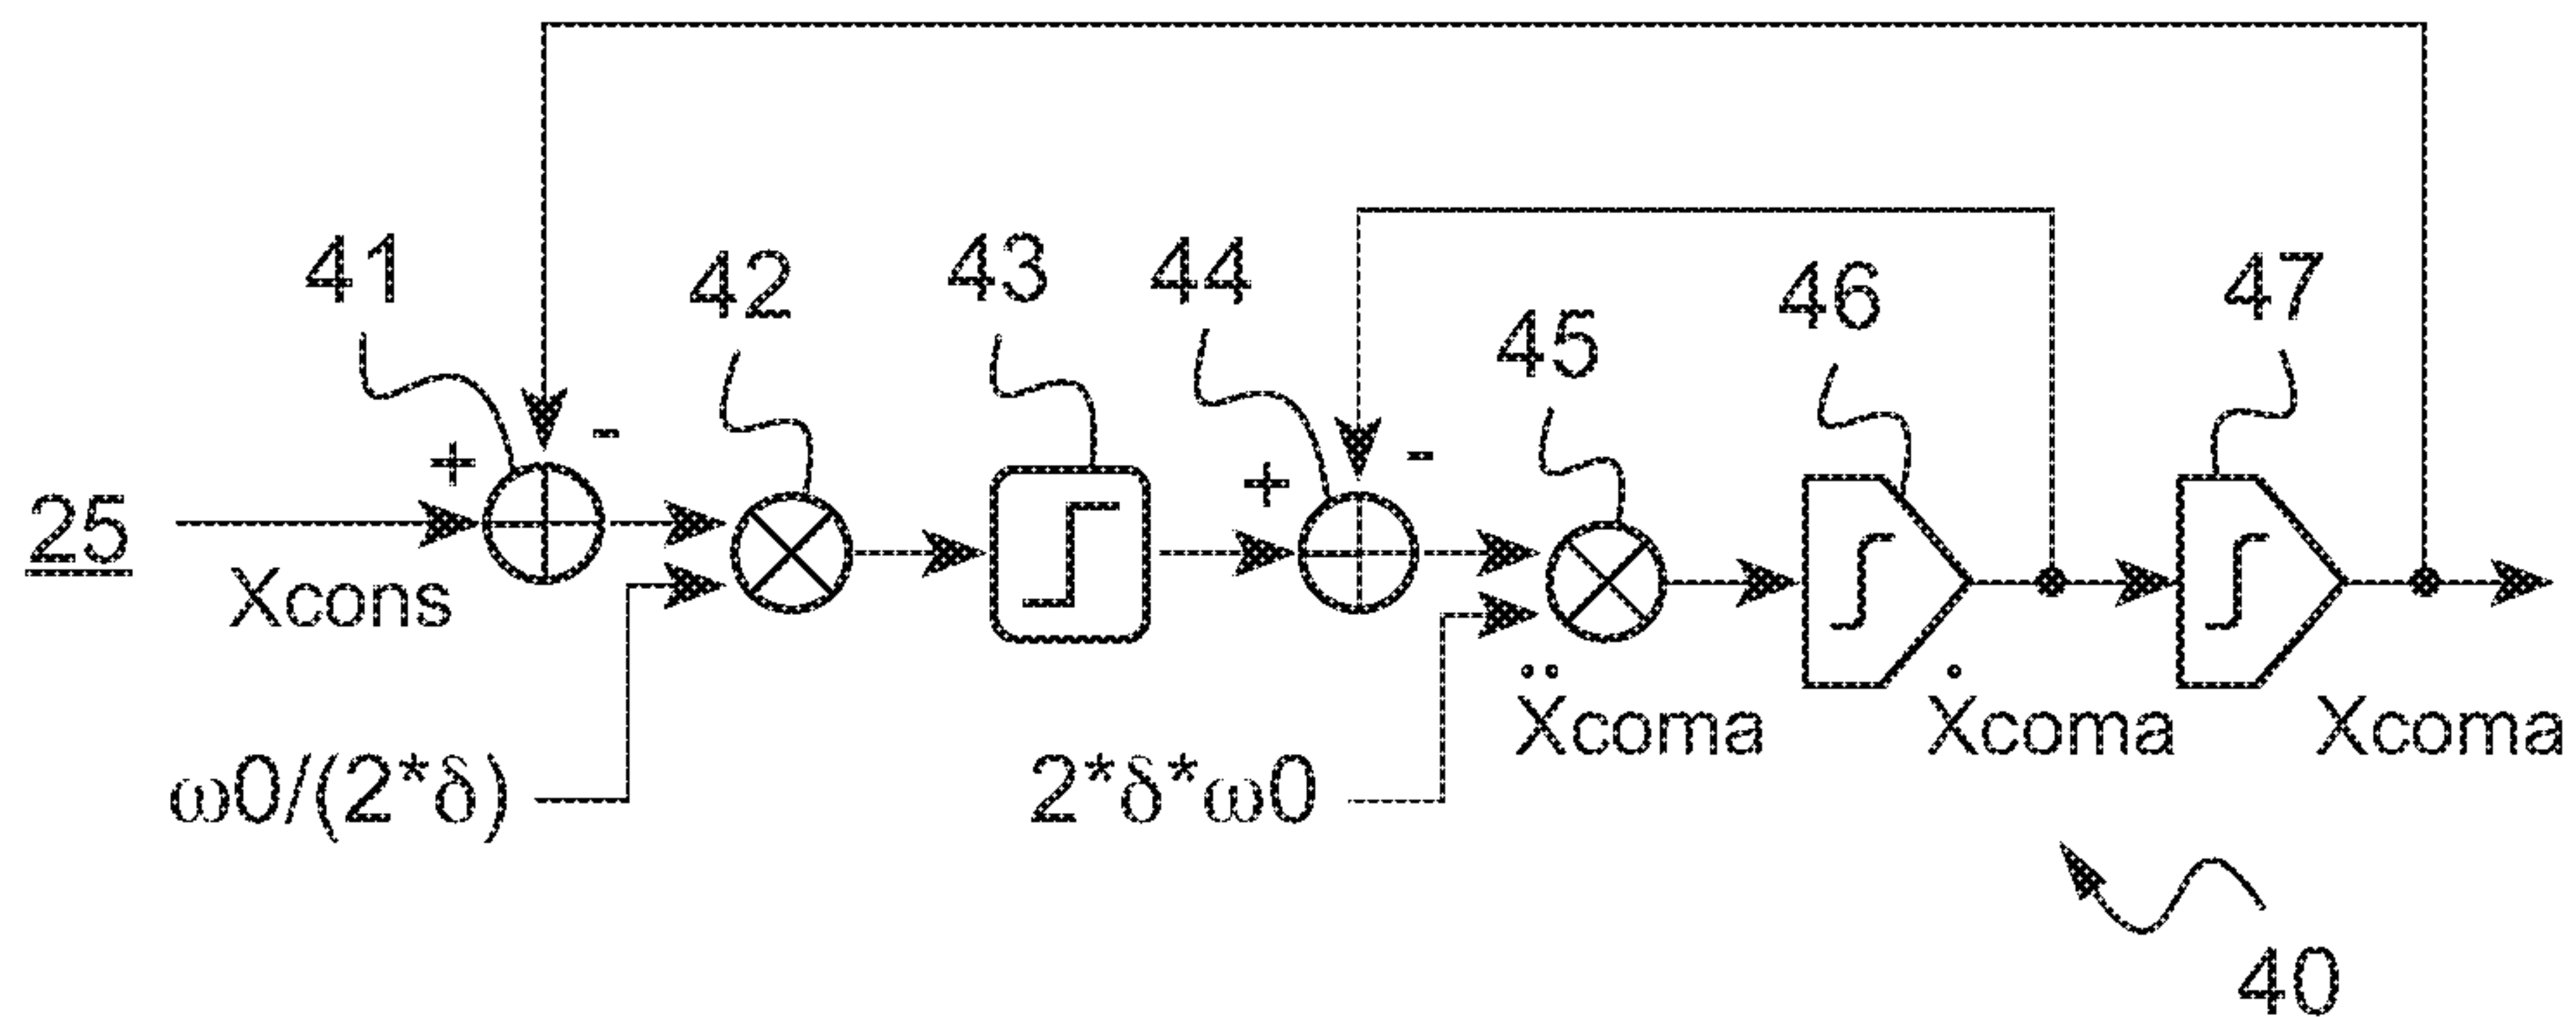 41
42
43
44
45
46
47
+
-
+
-
25
Xcons
Ẍcoma
Ẋcoma
Xcoma
ω0/(2*δ)
2*δ*ω0
40